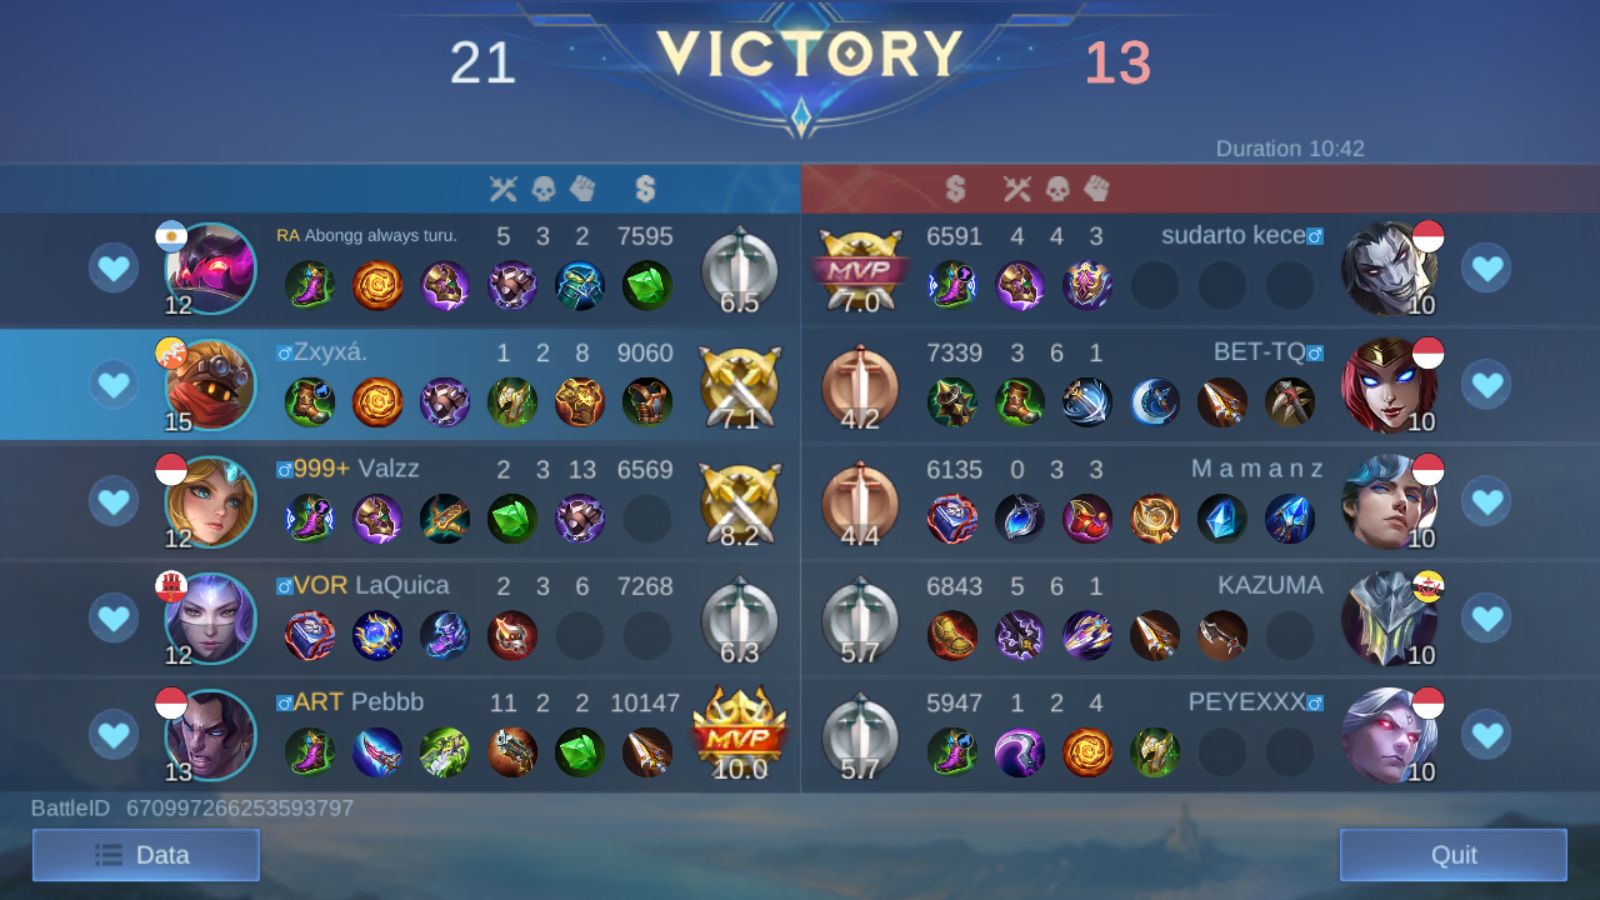 21 VICTORY 13
Duration 10:42
RA Abongg always turu. 5 3 2 7595
12 6.5
MVP 7.0 6591 4 4 3 sudarto kece
10
Zxyxá. 1 2 8 9060
15 7.1
4.2 7339 3 6 1 BET-TQ
10
999+ Valzz 2 3 13 6569
12 8.2
4.4 6135 0 3 3 M a m a n z
10
VOR LaQuica 2 3 6 7268
12 6.3
5.7 6843 5 6 1 KAZUMA
10
ART Pebbb 11 2 2 10147
13 MVP 10.0
5.7 5947 1 2 4 PEYEXXX
10
BattleID 670997266253593797
Data
Quit